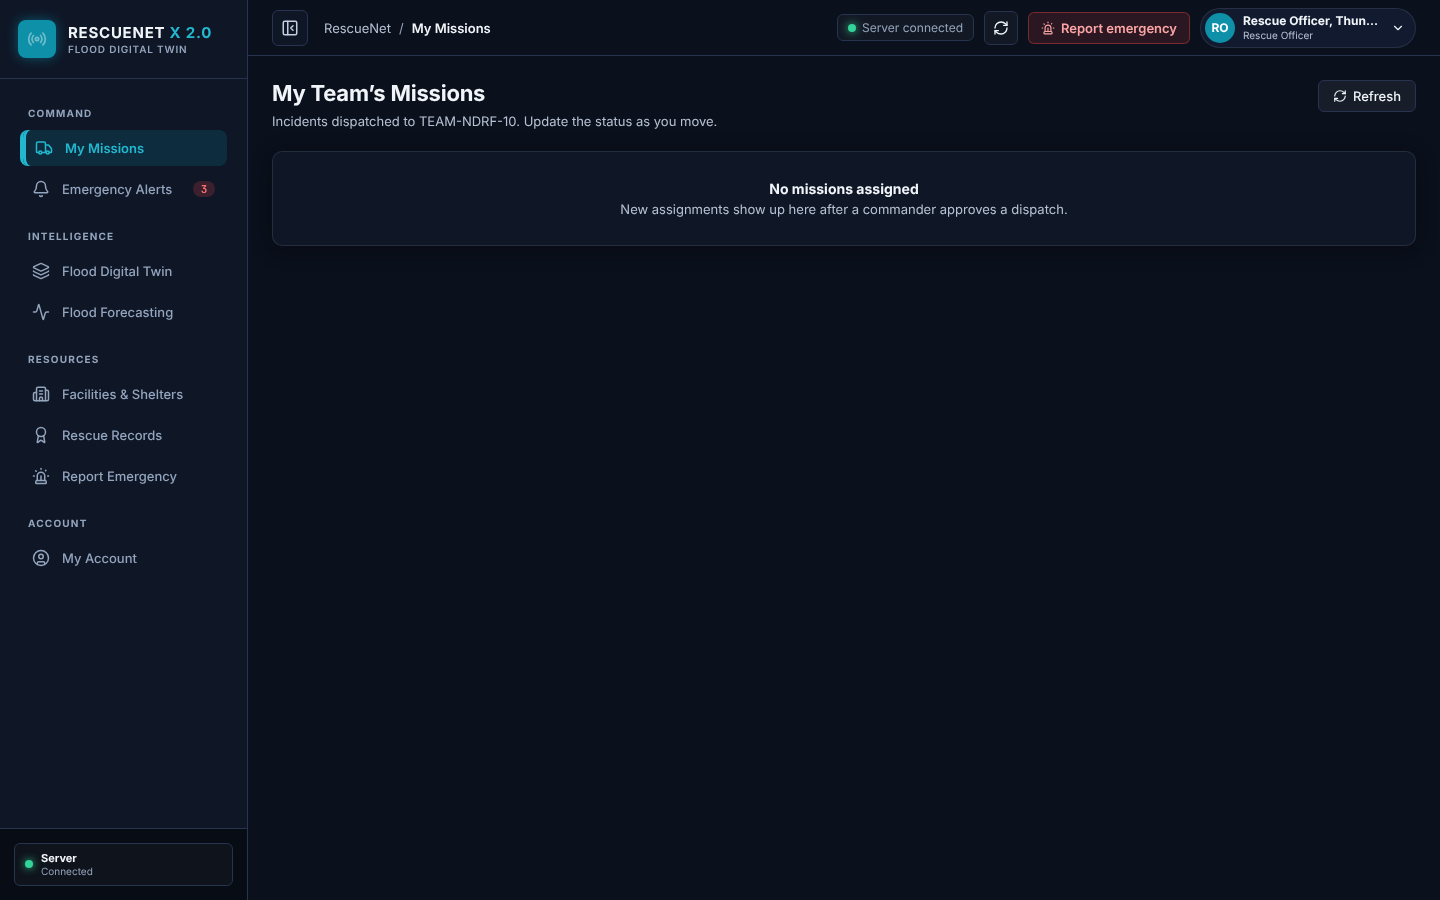 RESCUENET X 2.0
FLOOD DIGITAL TWIN
COMMAND
My Missions
Emergency Alerts 3
INTELLIGENCE
Flood Digital Twin
Flood Forecasting
RESOURCES
Facilities & Shelters
Rescue Records
Report Emergency
ACCOUNT
My Account
Server
Connected
RescueNet / My Missions
Server connected
Report emergency
RO
Rescue Officer, Thun...
Rescue Officer
My Team’s Missions
Incidents dispatched to TEAM-NDRF-10. Update the status as you move.
Refresh
No missions assigned
New assignments show up here after a commander approves a dispatch.